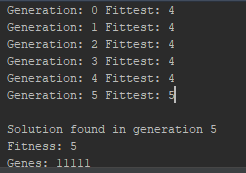 Generation: 0 Fittest: 4
Generation: 1 Fittest: 4
Generation: 2 Fittest: 4
Generation: 3 Fittest: 4
Generation: 4 Fittest: 4
Generation: 5 Fittest: 5
Solution found in generation 5
Fitness: 5
Genes: 11111